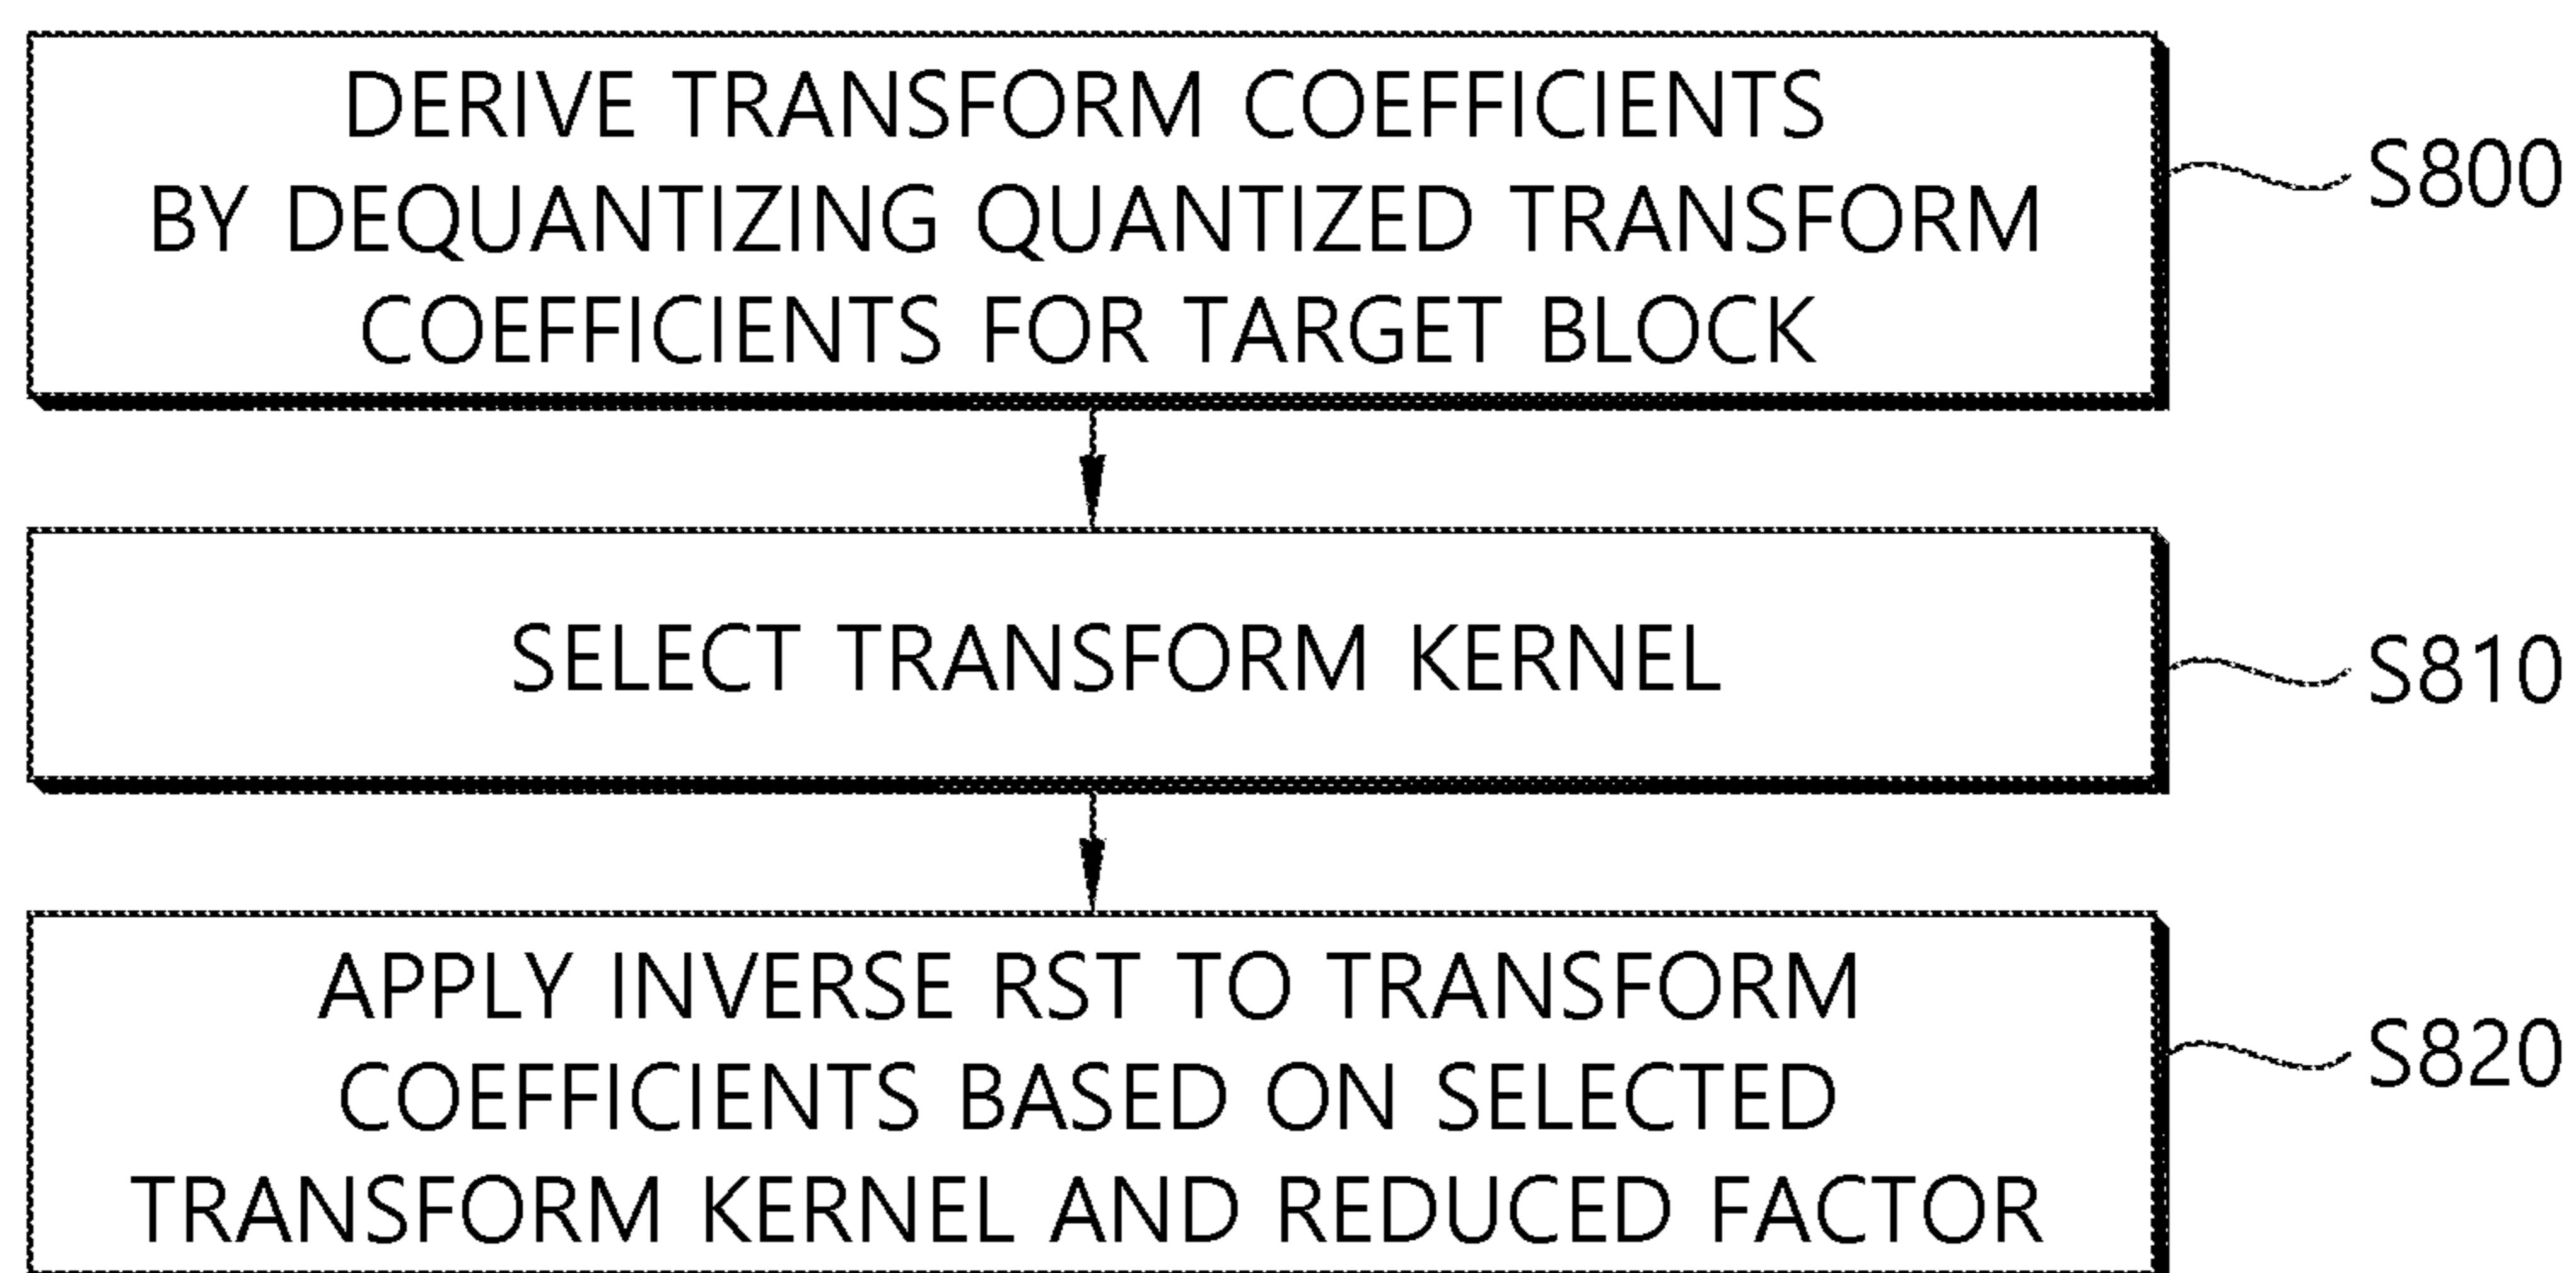 DERIVE TRANSFORM COEFFICIENTS
BY DEQUANTIZING QUANTIZED TRANSFORM
COEFFICIENTS FOR TARGET BLOCK
S800
SELECT TRANSFORM KERNEL
S810
APPLY INVERSE RST TO TRANSFORM
COEFFICIENTS BASED ON SELECTED
TRANSFORM KERNEL AND REDUCED FACTOR
S820